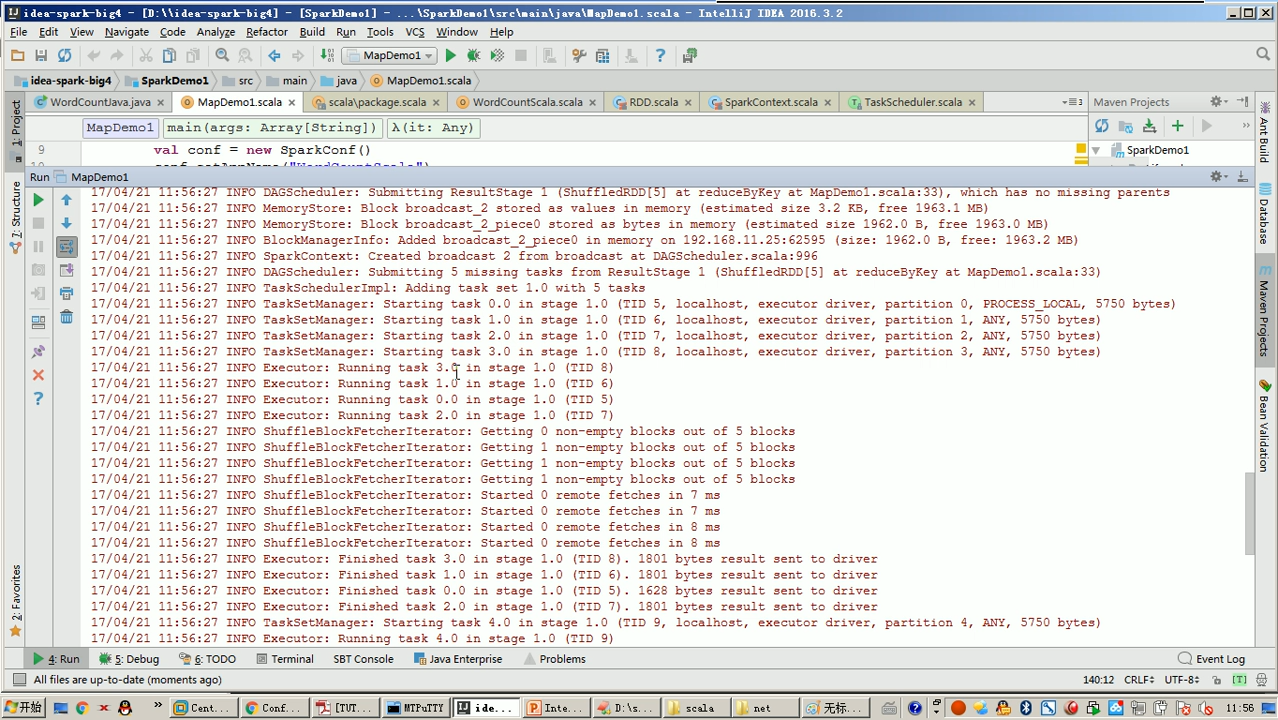 idea-spark-big4 - [D:\\idea-spark-big4] - [SparkDemo1] - ...\SparkDemo1\src\main\java\MapDemo1.scala - IntelliJ IDEA 2016.3.2
File Edit View Navigate Code Analyze Refactor Build Run Tools VCS Window Help
MapDemo1
idea-spark-big4 SparkDemo1 src main java MapDemo1.scala
WordCountJava.java MapDemo1.scala scala\package.scala WordCountScala.scala RDD.scala SparkContext.scala TaskScheduler.scala Maven Projects
MapDemo1 main(args: Array[String]) λ(it: Any)
9 val conf = new SparkConf()
SparkDemo1
Run MapDemo1
17/04/21 11:56:27 INFO DAGScheduler: Submitting ResultStage 1 (ShuffledRDD[5] at reduceByKey at MapDemo1.scala:33), which has no missing parents
17/04/21 11:56:27 INFO MemoryStore: Block broadcast_2 stored as values in memory (estimated size 3.2 KB, free 1963.1 MB)
17/04/21 11:56:27 INFO MemoryStore: Block broadcast_2_piece0 stored as bytes in memory (estimated size 1962.0 B, free 1963.0 MB)
17/04/21 11:56:27 INFO BlockManagerInfo: Added broadcast_2_piece0 in memory on 192.168.11.25:62595 (size: 1962.0 B, free: 1963.2 MB)
17/04/21 11:56:27 INFO SparkContext: Created broadcast 2 from broadcast at DAGScheduler.scala:996
17/04/21 11:56:27 INFO DAGScheduler: Submitting 5 missing tasks from ResultStage 1 (ShuffledRDD[5] at reduceByKey at MapDemo1.scala:33)
17/04/21 11:56:27 INFO TaskSchedulerImpl: Adding task set 1.0 with 5 tasks
17/04/21 11:56:27 INFO TaskSetManager: Starting task 0.0 in stage 1.0 (TID 5, localhost, executor driver, partition 0, PROCESS_LOCAL, 5750 bytes)
17/04/21 11:56:27 INFO TaskSetManager: Starting task 1.0 in stage 1.0 (TID 6, localhost, executor driver, partition 1, ANY, 5750 bytes)
17/04/21 11:56:27 INFO TaskSetManager: Starting task 2.0 in stage 1.0 (TID 7, localhost, executor driver, partition 2, ANY, 5750 bytes)
17/04/21 11:56:27 INFO TaskSetManager: Starting task 3.0 in stage 1.0 (TID 8, localhost, executor driver, partition 3, ANY, 5750 bytes)
17/04/21 11:56:27 INFO Executor: Running task 3.0 in stage 1.0 (TID 8)
17/04/21 11:56:27 INFO Executor: Running task 1.0 in stage 1.0 (TID 6)
17/04/21 11:56:27 INFO Executor: Running task 0.0 in stage 1.0 (TID 5)
17/04/21 11:56:27 INFO Executor: Running task 2.0 in stage 1.0 (TID 7)
17/04/21 11:56:27 INFO ShuffleBlockFetcherIterator: Getting 0 non-empty blocks out of 5 blocks
17/04/21 11:56:27 INFO ShuffleBlockFetcherIterator: Getting 1 non-empty blocks out of 5 blocks
17/04/21 11:56:27 INFO ShuffleBlockFetcherIterator: Getting 1 non-empty blocks out of 5 blocks
17/04/21 11:56:27 INFO ShuffleBlockFetcherIterator: Getting 1 non-empty blocks out of 5 blocks
17/04/21 11:56:27 INFO ShuffleBlockFetcherIterator: Started 0 remote fetches in 7 ms
17/04/21 11:56:27 INFO ShuffleBlockFetcherIterator: Started 0 remote fetches in 7 ms
17/04/21 11:56:27 INFO ShuffleBlockFetcherIterator: Started 0 remote fetches in 8 ms
17/04/21 11:56:27 INFO ShuffleBlockFetcherIterator: Started 0 remote fetches in 8 ms
17/04/21 11:56:27 INFO Executor: Finished task 3.0 in stage 1.0 (TID 8). 1801 bytes result sent to driver
17/04/21 11:56:27 INFO Executor: Finished task 1.0 in stage 1.0 (TID 6). 1801 bytes result sent to driver
17/04/21 11:56:27 INFO Executor: Finished task 0.0 in stage 1.0 (TID 5). 1628 bytes result sent to driver
17/04/21 11:56:27 INFO Executor: Finished task 2.0 in stage 1.0 (TID 7). 1801 bytes result sent to driver
17/04/21 11:56:27 INFO TaskSetManager: Starting task 4.0 in stage 1.0 (TID 9, localhost, executor driver, partition 4, ANY, 5750 bytes)
17/04/21 11:56:27 INFO Executor: Running task 4.0 in stage 1.0 (TID 9)
1: Project
7: Structure
2: Favorites
Ant Build
Database
Maven Projects
Bean Validation
4: Run 5: Debug 6: TODO Terminal SBT Console Java Enterprise Problems Event Log
All files are up-to-date (moments ago) 140:12 CRLF UTF-8
开始 Cent... Conf... [TUT... MTPuTTY ide... Inte... D:\s... scala net 无标... 11:56